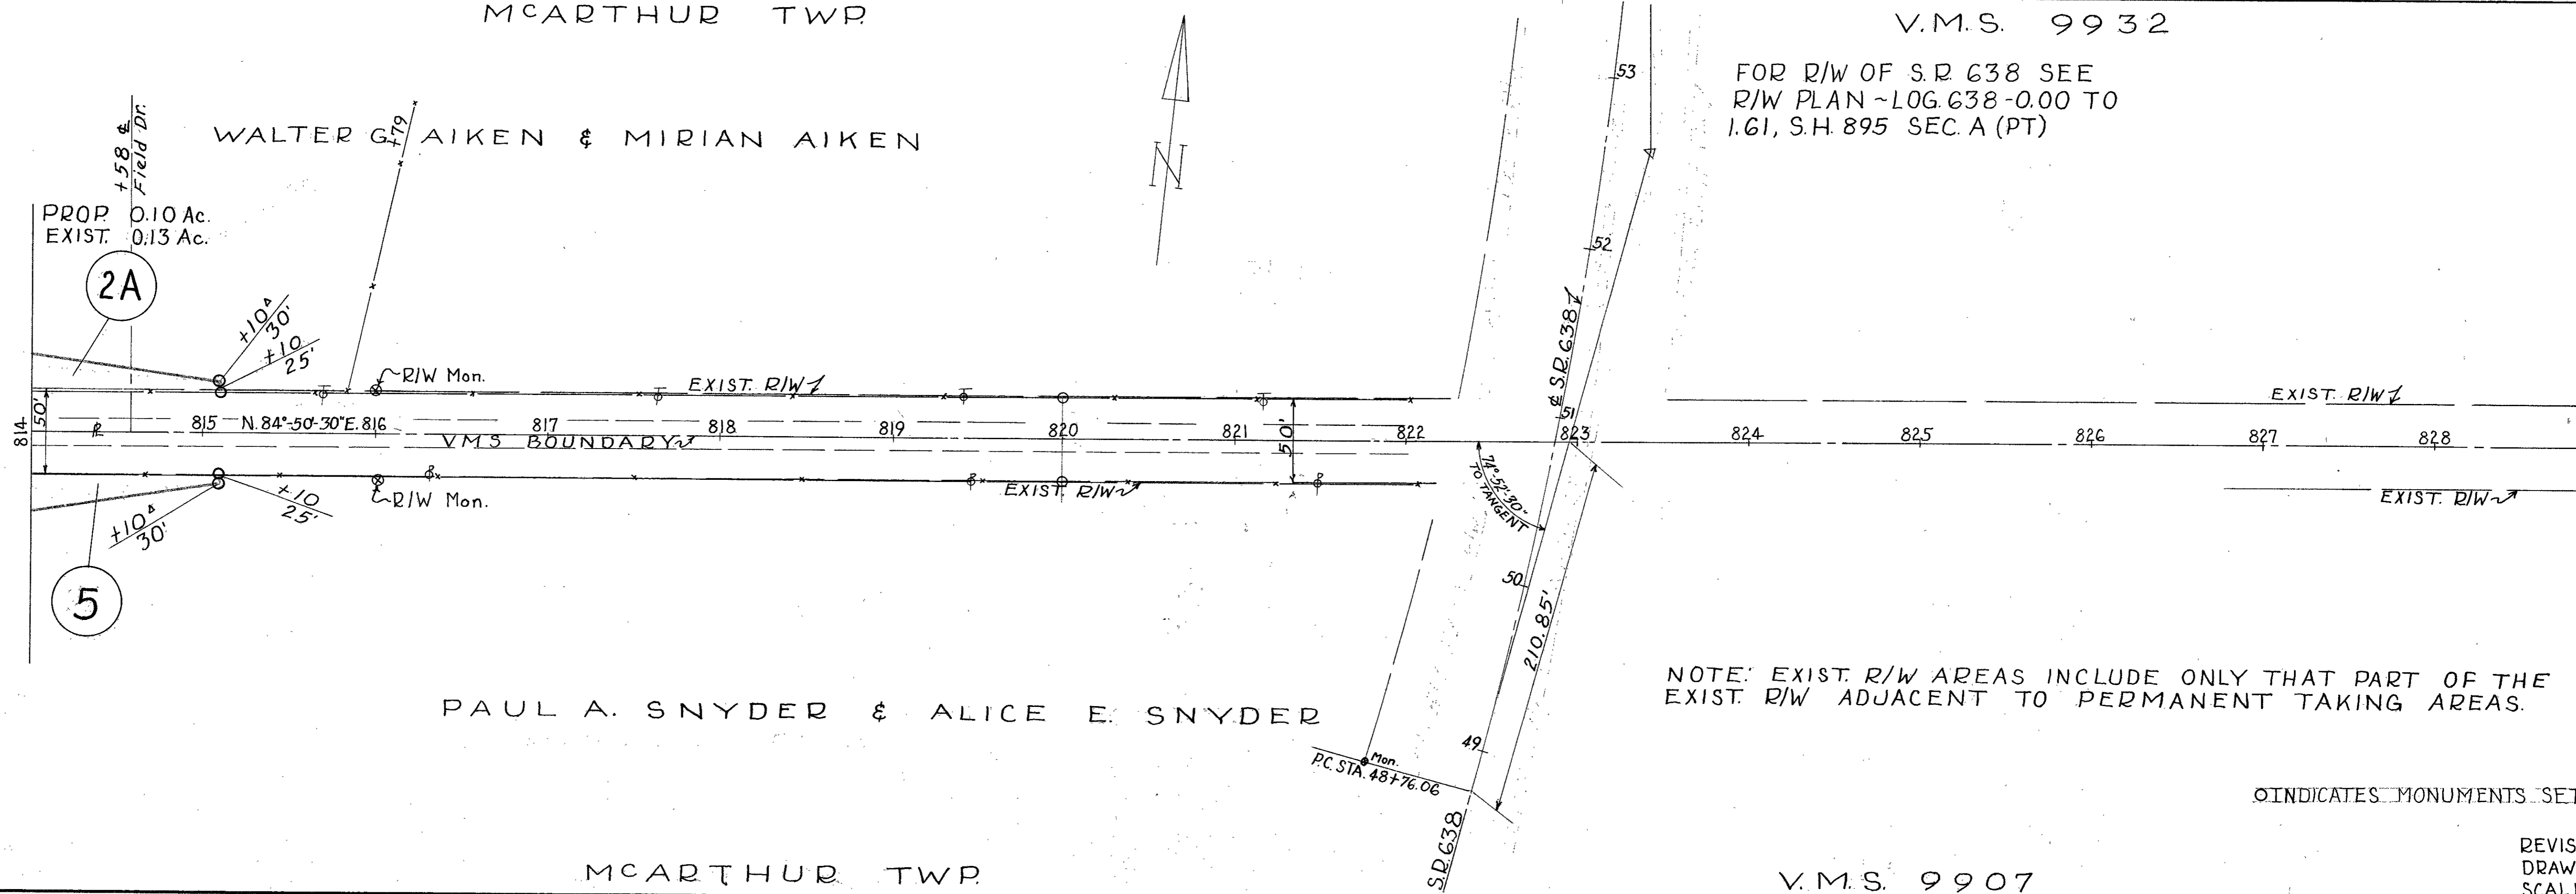 McARTHUR TWP.
V.M.S. 9932
FOR R/W OF S.R. 638 SEE
R/W PLAN ~ LOG. 638-0.00 TO
1.61, S.H. 895 SEC. A (PT)
53
+58 ℄
Field Dr.
+79
WALTER G. AIKEN & MIRIAN AIKEN
N
PROP. 0.10 Ac.
EXIST. 0.13 Ac.
52
2A
+10
30'
+10
25'
℄ S.R. 638
R/W Mon.
EXIST. R/W
EXIST. R/W
50'
50'
51
814
815
N. 84°-50'-30" E.
816
817
818
819
820
821
822
823
824
825
826
827
828
VMS BOUNDARY
74°-52'-30"
TO TANGENT
+10
25'
R/W Mon.
EXIST. R/W
EXIST. R/W
+10
30'
5
50
210.85'
NOTE: EXIST. R/W AREAS INCLUDE ONLY THAT PART OF THE
EXIST. R/W ADJACENT TO PERMANENT TAKING AREAS.
PAUL A. SNYDER & ALICE E. SNYDER
49
Mon.
P.C. STA. 48+76.06
O INDICATES MONUMENTS SET
S.R. 638
REVIS
DRAW
SCAL
McARTHUR TWP.
V.M.S. 9907